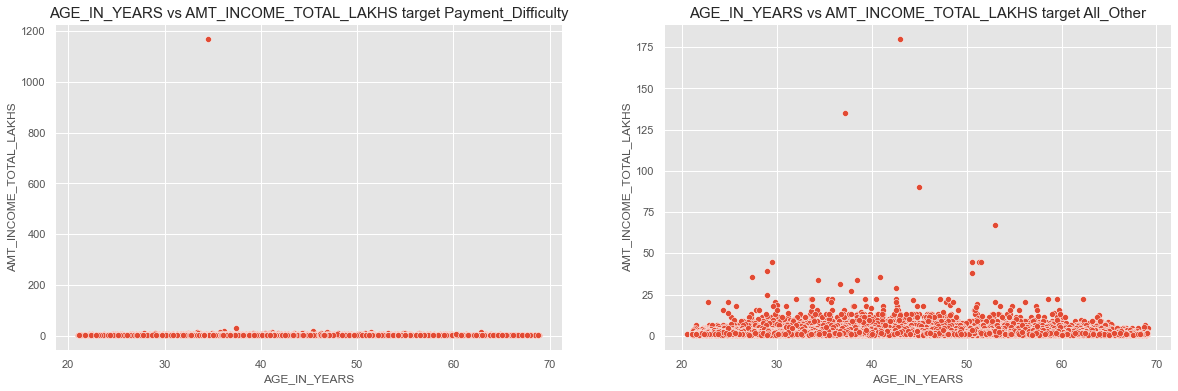 AGE_IN_YEARS vs AMT_INCOME_TOTAL_LAKHS target Payment_Difficulty
1200
1000
800
600
400
200
0
AMT_INCOME_TOTAL_LAKHS
20 30 40 50 60 70
AGE_IN_YEARS
AGE_IN_YEARS vs AMT_INCOME_TOTAL_LAKHS target All_Other
175
150
125
100
75
50
25
0
AMT_INCOME_TOTAL_LAKHS
20 30 40 50 60 70
AGE_IN_YEARS